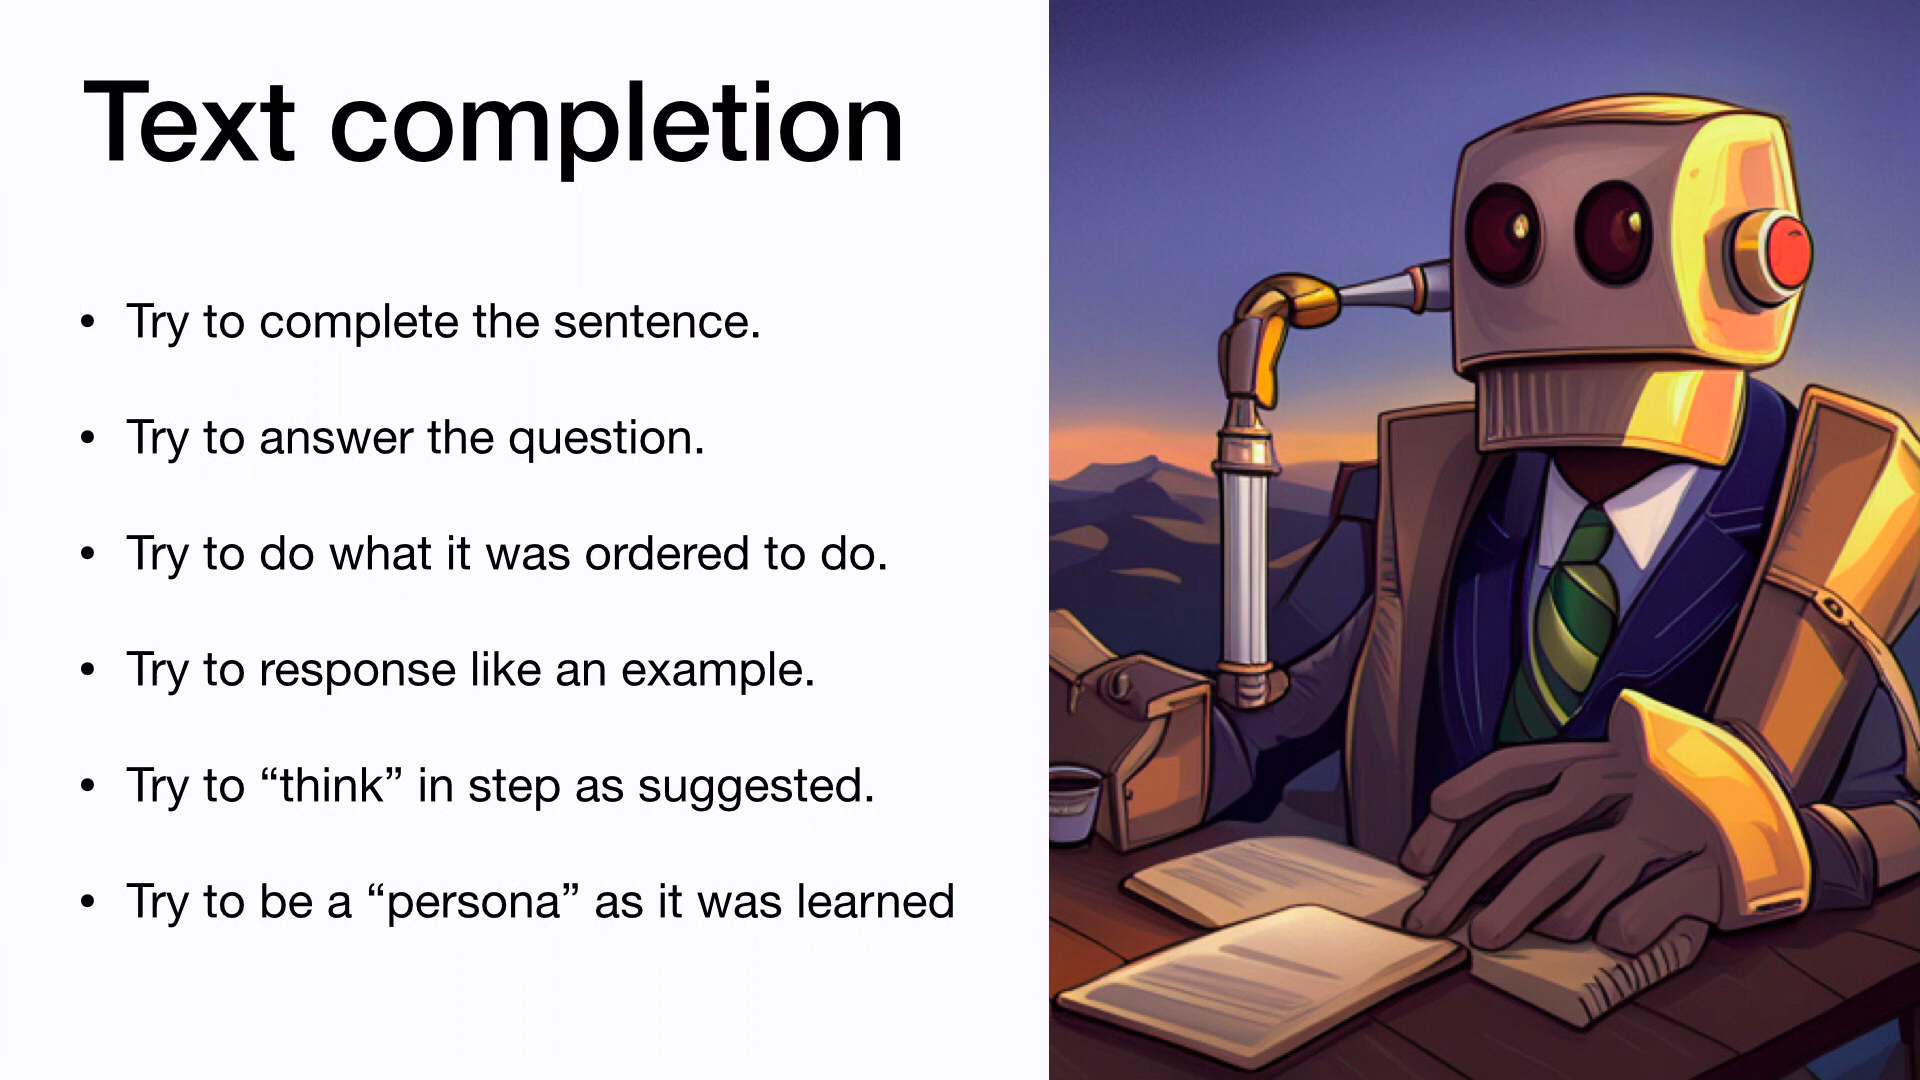 Text completion
• Try to complete the sentence.
• Try to answer the question.
• Try to do what it was ordered to do.
• Try to response like an example.
• Try to “think” in step as suggested.
• Try to be a “persona” as it was learned